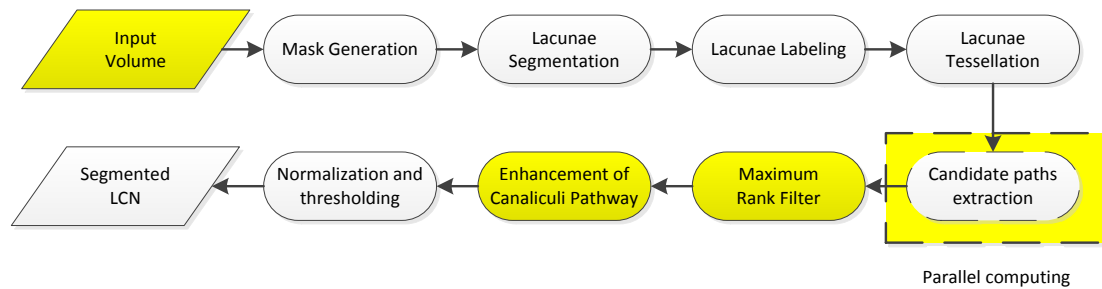 Input
Volume
Mask Generation
Lacunae
Segmentation
Lacunae Labeling
Lacunae
Tessellation
Segmented
LCN
Normalization and
thresholding
Enhancement of
Canaliculi Pathway
Maximum
Rank Filter
Candidate paths
extraction
Parallel computing